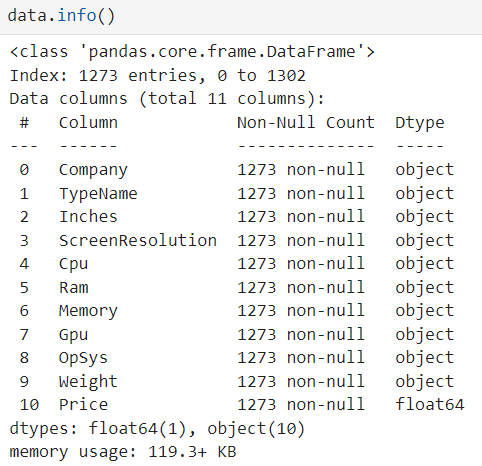 data.info()
<class 'pandas.core.frame.DataFrame'>
Index: 1273 entries, 0 to 1302
Data columns (total 11 columns):
 #   Column            Non-Null Count  Dtype
---  ------            --------------  -----
 0   Company           1273 non-null   object
 1   TypeName          1273 non-null   object
 2   Inches            1273 non-null   object
 3   ScreenResolution  1273 non-null   object
 4   Cpu               1273 non-null   object
 5   Ram               1273 non-null   object
 6   Memory            1273 non-null   object
 7   Gpu               1273 non-null   object
 8   OpSys             1273 non-null   object
 9   Weight            1273 non-null   object
 10  Price             1273 non-null   float64
dtypes: float64(1), object(10)
memory usage: 119.3+ KB